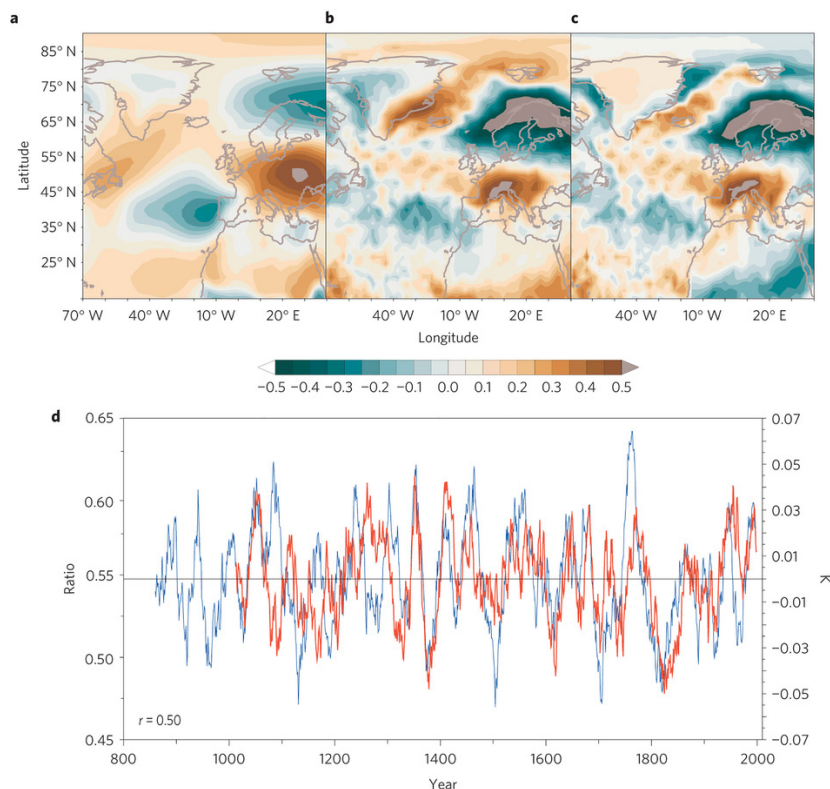 a b c
85° N
75° N
65° N
55° N
45° N
35° N
25° N
Latitude
70° W 40° W 10° W 20° E 40° W 10° W 20° E 40° W 10° W 20° E
Longitude
−0.5 −0.4 −0.3 −0.2 −0.1 0.0 0.1 0.2 0.3 0.4 0.5
d
0.65
0.60
0.55
0.50
0.45
Ratio
0.07
0.05
0.03
0.01
−0.01
−0.03
−0.05
−0.07
K
r = 0.50
800 1000 1200 1400 1600 1800 2000
Year